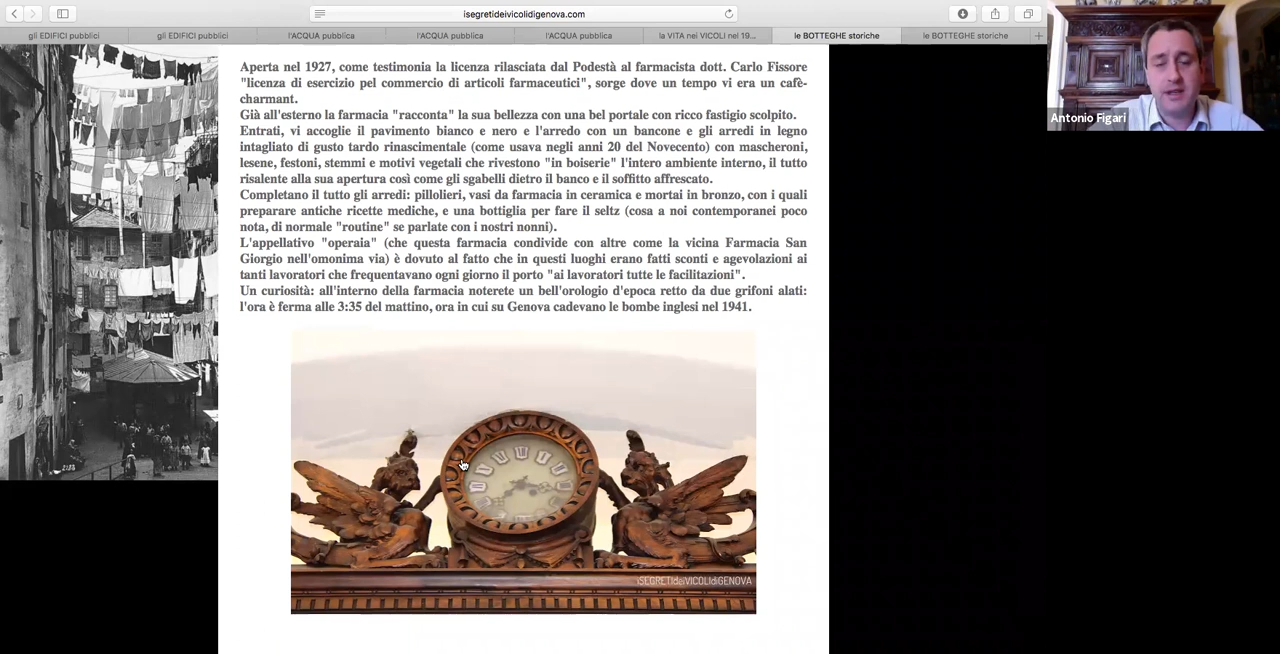 isegretideivicolidigenova.com
gli EDIFICI pubblici
gli EDIFICI pubblici
l'ACQUA pubblica
l'ACQUA pubblica
l'ACQUA pubblica
la VITA nei VICOLI nel 19...
le BOTTEGHE storiche
le BOTTEGHE storiche
Antonio Figari
Aperta nel 1927, come testimonia la licenza rilasciata dal Podestà al farmacista dott. Carlo Fissore
"licenza di esercizio pel commercio di articoli farmaceutici", sorge dove un tempo vi era un cafè-
charmant.
Già all'esterno la farmacia "racconta" la sua bellezza con una bel portale con ricco fastigio scolpito.
Entrati, vi accoglie il pavimento bianco e nero e l'arredo con un bancone e gli arredi in legno
intagliato di gusto tardo rinascimentale (come usava negli anni 20 del Novecento) con mascheroni,
lesene, festoni, stemmi e motivi vegetali che rivestono "in boiserie" l'intero ambiente interno, il tutto
risalente alla sua apertura così come gli sgabelli dietro il banco e il soffitto affrescato.
Completano il tutto gli arredi: pillolieri, vasi da farmacia in ceramica e mortai in bronzo, con i quali
preparare antiche ricette mediche, e una bottiglia per fare il seltz (cosa a noi contemporanei poco
nota, di normale "routine" se parlate con i nostri nonni).
L'appellativo "operaia" (che questa farmacia condivide con altre come la vicina Farmacia San
Giorgio nell'omonima via) è dovuto al fatto che in questi luoghi erano fatti sconti e agevolazioni ai
tanti lavoratori che frequentavano ogni giorno il porto "ai lavoratori tutte le facilitazioni".
Un curiosità: all'interno della farmacia noterete un bell'orologio d'epoca retto da due grifoni alati:
l'ora è ferma alle 3:35 del mattino, ora in cui su Genova cadevano le bombe inglesi nel 1941.
iSEGRETIdeiVICOLIdiGENOVA